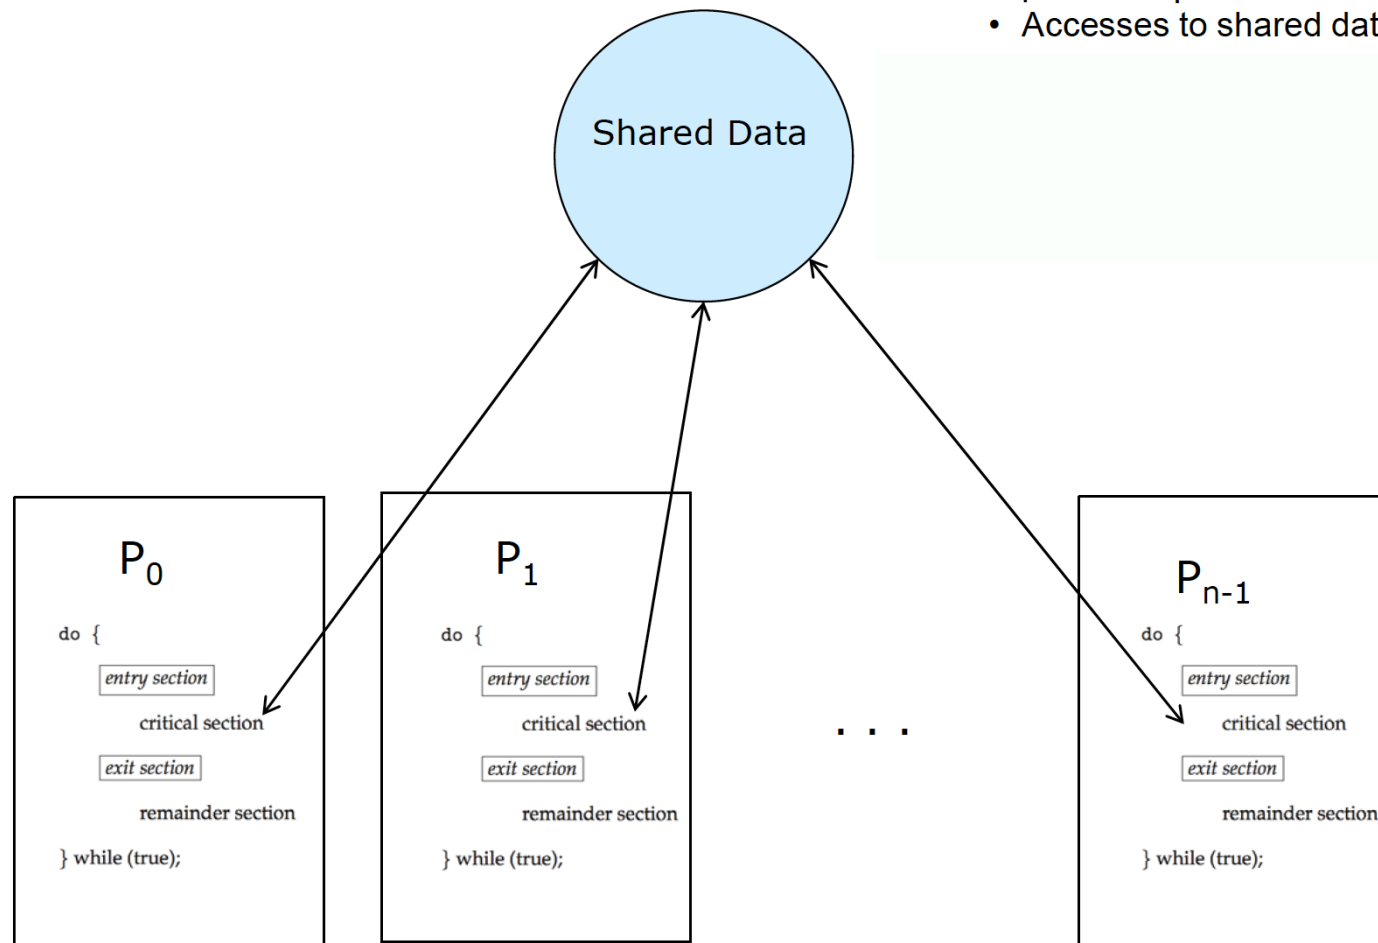 • Accesses to shared dat
Shared Data
P0
do {
entry section
critical section
exit section
remainder section
} while (true);
P1
do {
entry section
critical section
exit section
remainder section
} while (true);
. . .
Pn-1
do {
entry section
critical section
exit section
remainder section
} while (true);